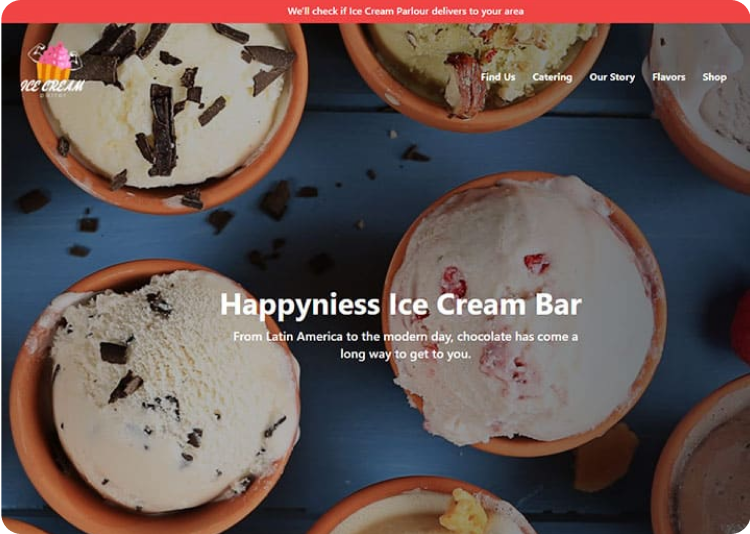 We'll check if Ice Cream Parlour delivers to your area
ICE CREAM
Find Us Catering Our Story Flavors Shop
Happyniess Ice Cream Bar
From Latin America to the modern day, chocolate has come a
long way to get to you.